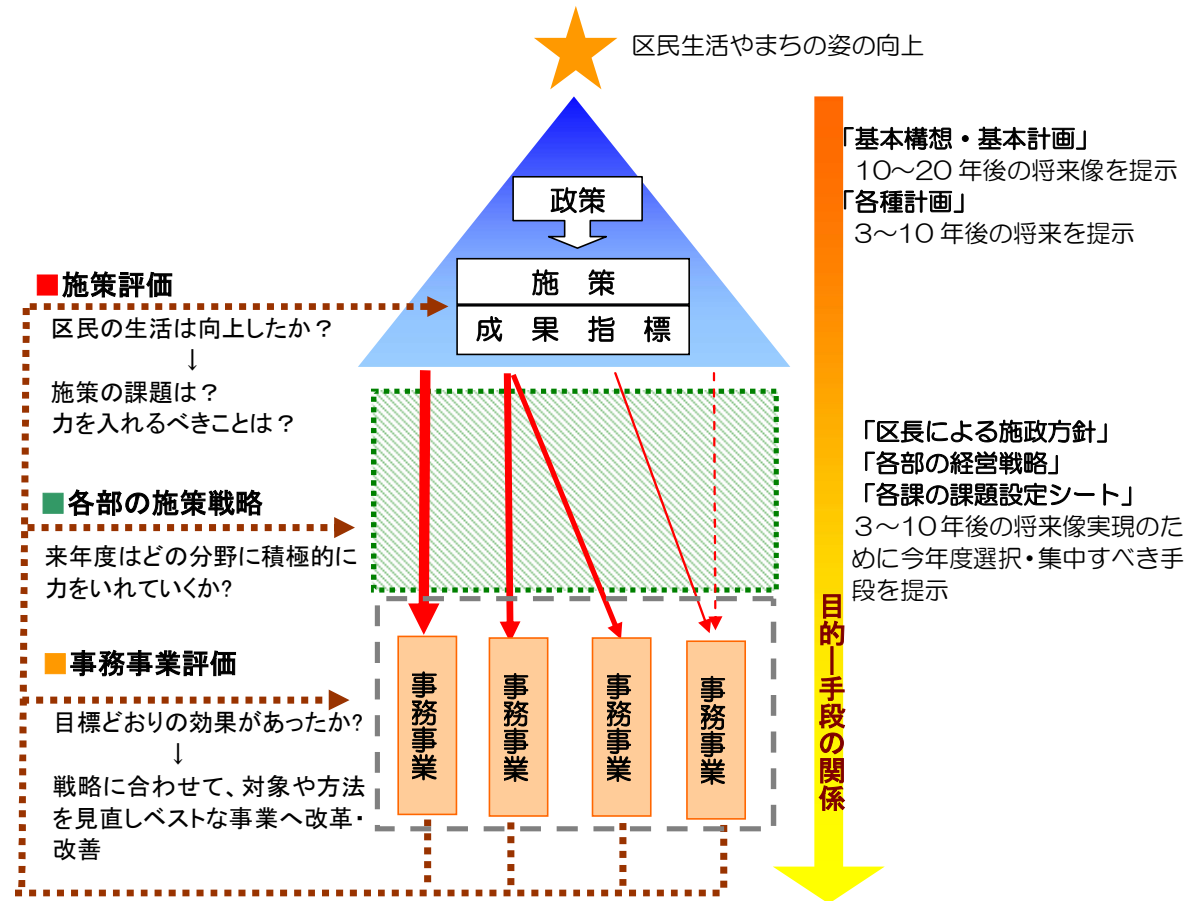 区民生活やまちの姿の向上
「基本構想・基本計画」
10～20年後の将来像を提示
「各種計画」
3～10年後の将来を提示
政策
施 策
成 果 指 標
■施策評価
区民の生活は向上したか？
↓
施策の課題は？
力を入れるべきことは？
■各部の施策戦略
来年度はどの分野に積極的に
力をいれていくか?
「区長による施政方針」
「各部の経営戦略」
「各課の課題設定シート」
3～10年後の将来像実現のた
めに今年度選択・集中すべき手
段を提示
■事務事業評価
目標どおりの効果があったか?
↓
戦略に合わせて、対象や方法
を見直しベストな事業へ改革・
改善
事務事業
事務事業
事務事業
事務事業
目的―手段の関係